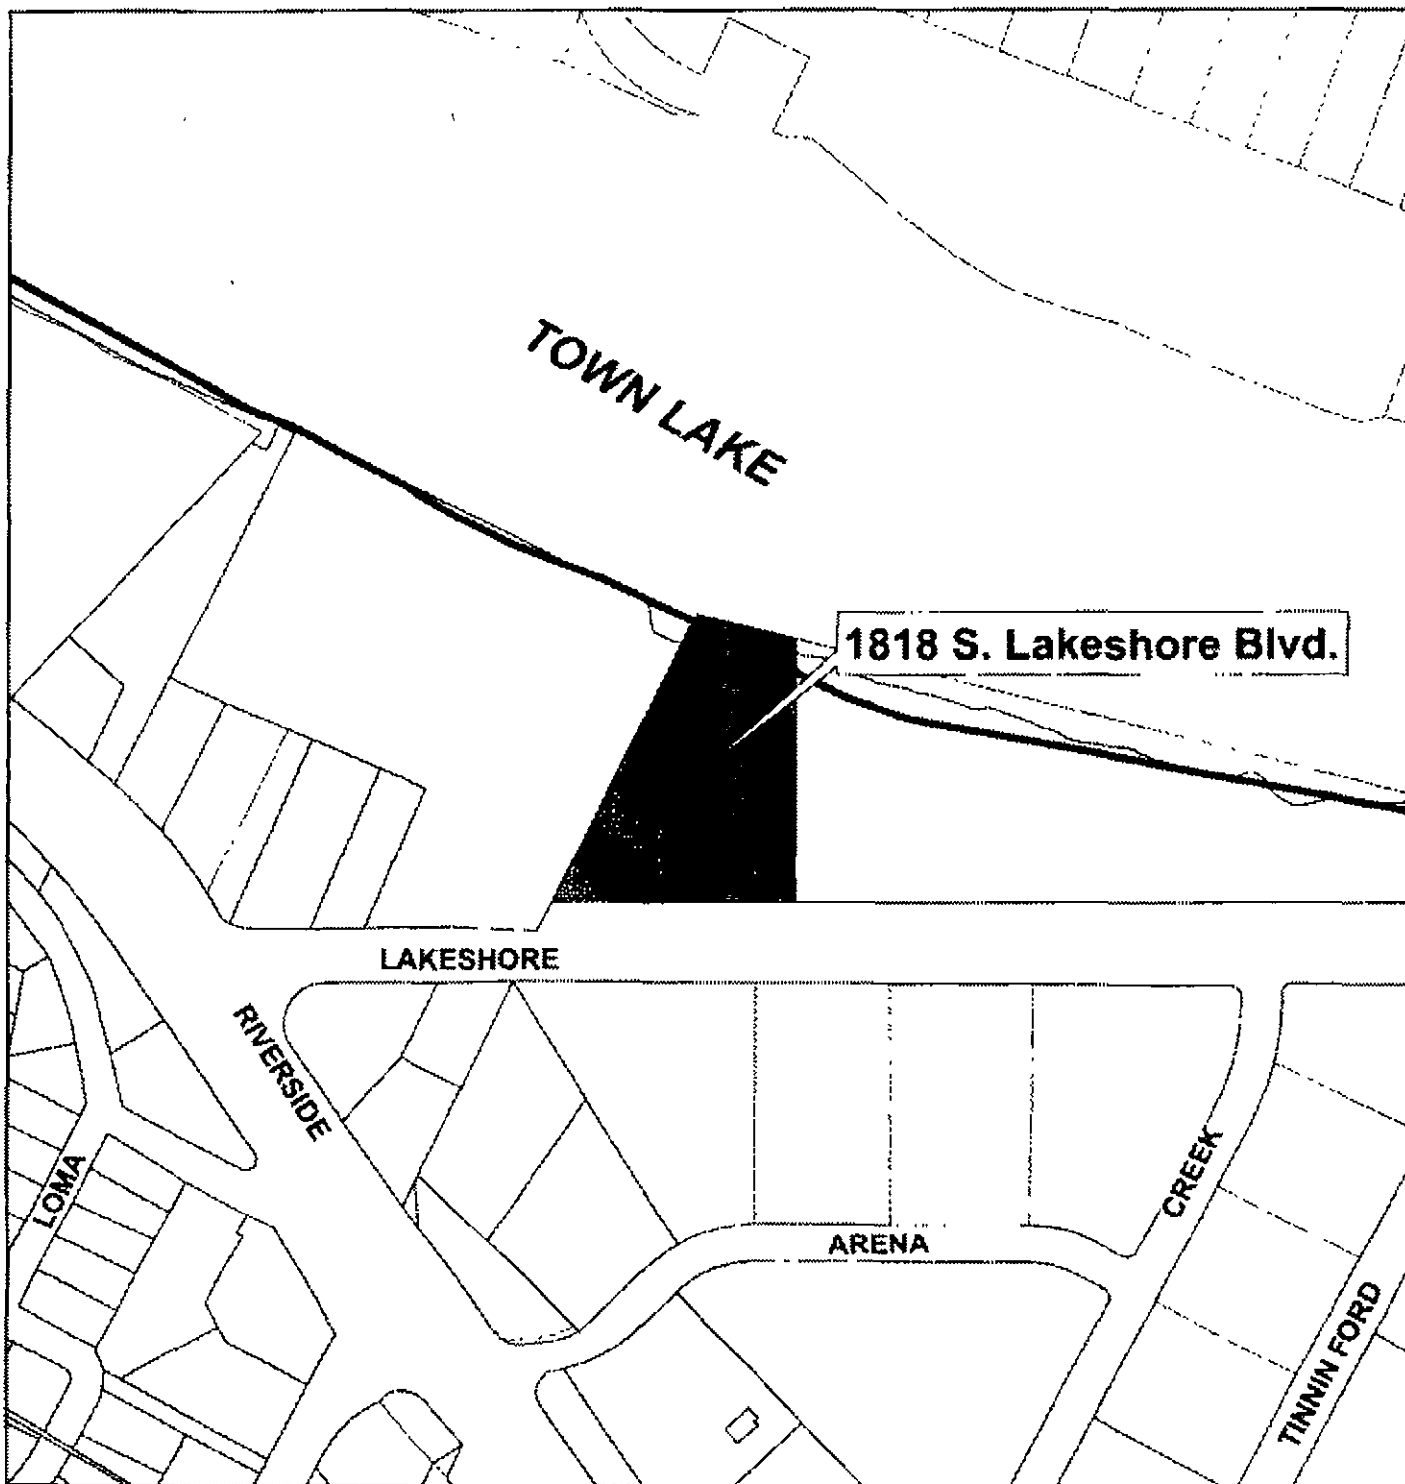 TOWN LAKE
1818 S. Lakeshore Blvd.
LAKESHORE
RIVERSIDE
LOMA
CREEK
ARENA
TINNIN FORD